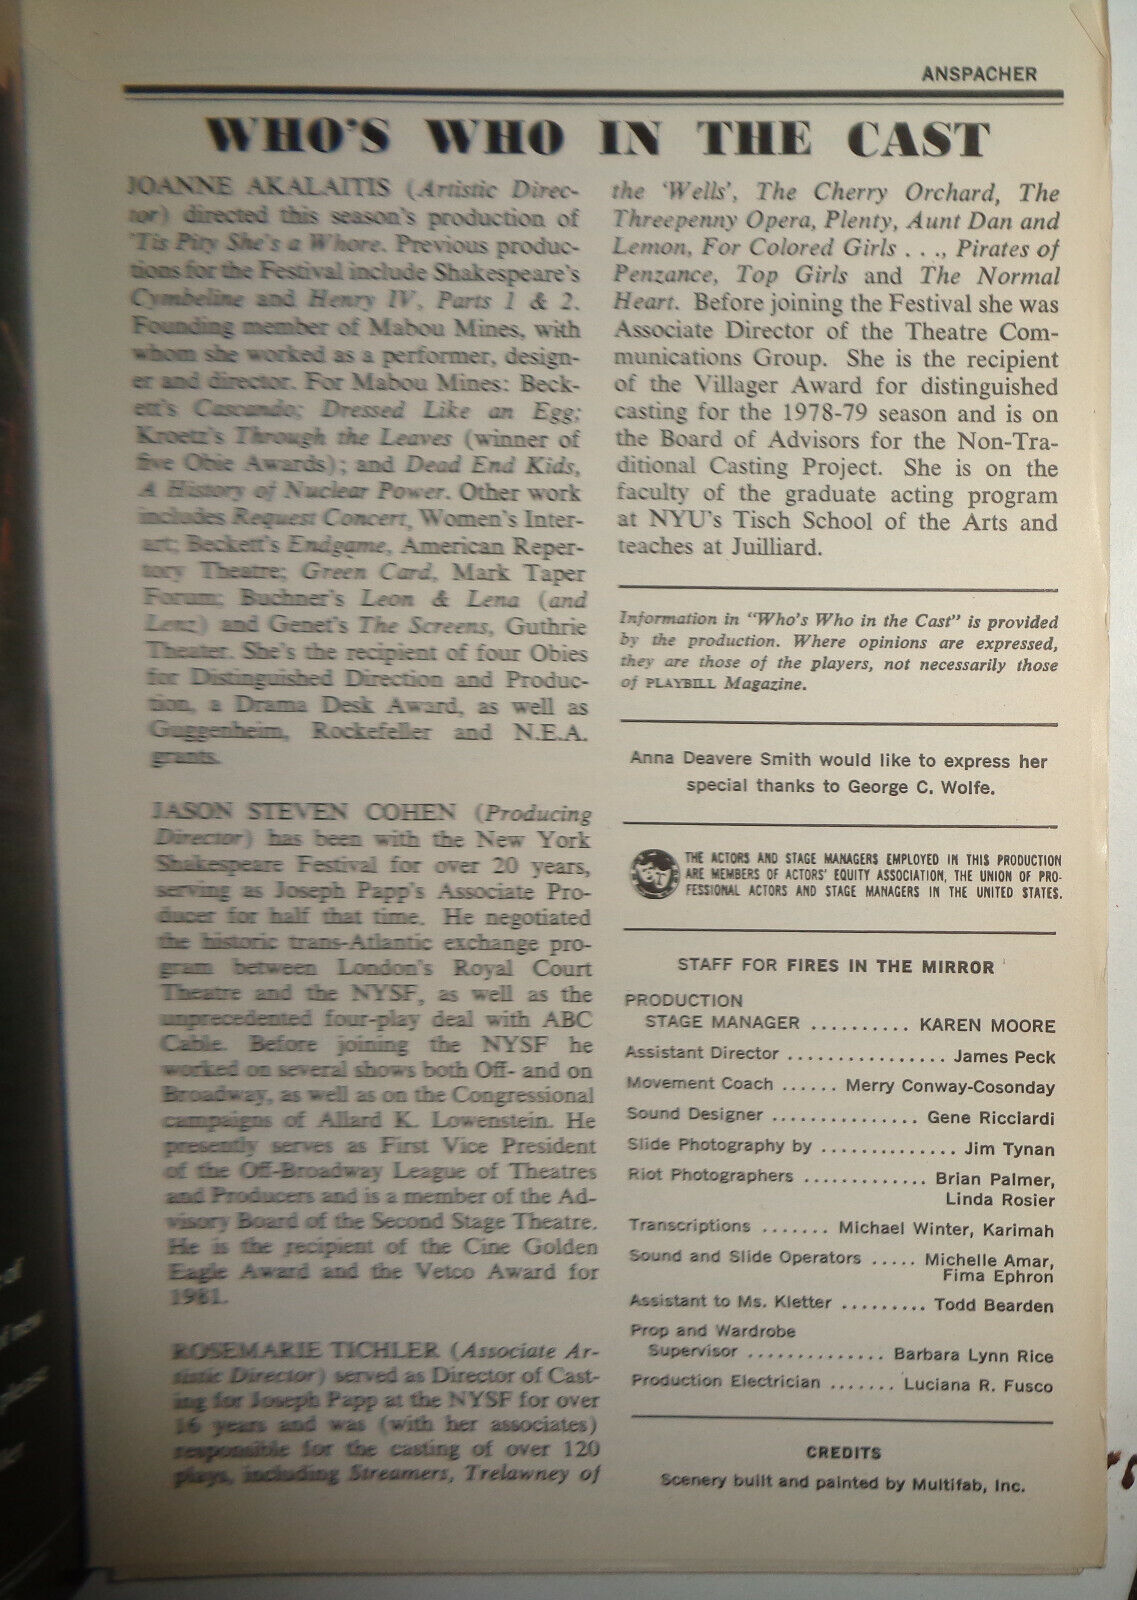 ANSPACHER
WHO'S WHO IN THE CAST
JOANNE AKALAITIS (Artistic Direc-
tor) directed this season's production of
'Tis Pity She's a Whore. Previous produc-
tions for the Festival include Shakespeare's
Cymbeline and Henry IV, Parts 1 & 2.
Founding member of Mabou Mines, with
whom she worked as a performer, design-
er and director. For Mabou Mines: Beck-
ett's Cascando; Dressed Like an Egg;
Kroetz's Through the Leaves (winner of
five Obie Awards); and Dead End Kids,
A History of Nuclear Power. Other work
includes Request Concert, Women's Inter-
art; Beckett's Endgame, American Reper-
tory Theatre; Green Card, Mark Taper
Forum; Buchner's Leon & Lena (and
Lenz) and Genet's The Screens, Guthrie
Theater. She's the recipient of four Obies
for Distinguished Direction and Produc-
tion, a Drama Desk Award, as well as
Guggenheim, Rockefeller and N.E.A.
grants.
JASON STEVEN COHEN (Producing
Director) has been with the New York
Shakespeare Festival for over 20 years,
serving as Joseph Papp's Associate Pro-
ducer for half that time. He negotiated
the historic trans-Atlantic exchange pro-
gram between London's Royal Court
Theatre and the NYSF, as well as the
unprecedented four-play deal with ABC
Cable. Before joining the NYSF he
worked on several shows both Off- and on
Broadway, as well as on the Congressional
campaigns of Allard K. Lowenstein. He
presently serves as First Vice President
of the Off-Broadway League of Theatres
and Producers and is a member of the Ad-
visory Board of the Second Stage Theatre.
He is the recipient of the Cine Golden
Eagle Award and the Vetco Award for
1981.
ROSEMARIE TICHLER (Associate Ar-
tistic Director) served as Director of Cast-
ing for Joseph Papp at the NYSF for over
16 years and was (with her associates)
responsible for the casting of over 120
plays, including Streamers, Trelawney of
the 'Wells', The Cherry Orchard, The
Threepenny Opera, Plenty, Aunt Dan and
Lemon, For Colored Girls . . ., Pirates of
Penzance, Top Girls and The Normal
Heart. Before joining the Festival she was
Associate Director of the Theatre Com-
munications Group. She is the recipient
of the Villager Award for distinguished
casting for the 1978-79 season and is on
the Board of Advisors for the Non-Tra-
ditional Casting Project. She is on the
faculty of the graduate acting program
at NYU's Tisch School of the Arts and
teaches at Juilliard.
Information in "Who's Who in the Cast" is provided
by the production. Where opinions are expressed,
they are those of the players, not necessarily those
of PLAYBILL Magazine.
Anna Deavere Smith would like to express her
special thanks to George C. Wolfe.
THE ACTORS AND STAGE MANAGERS EMPLOYED IN THIS PRODUCTION
ARE MEMBERS OF ACTORS' EQUITY ASSOCIATION, THE UNION OF PRO-
FESSIONAL ACTORS AND STAGE MANAGERS IN THE UNITED STATES.
STAFF FOR FIRES IN THE MIRROR
PRODUCTION
STAGE MANAGER .......... KAREN MOORE
Assistant Director ................ James Peck
Movement Coach ...... Merry Conway-Cosonday
Sound Designer ............... Gene Ricciardi
Slide Photography by .............. Jim Tynan
Riot Photographers ............. Brian Palmer,
Linda Rosier
Transcriptions ....... Michael Winter, Karimah
Sound and Slide Operators ..... Michelle Amar,
Fima Ephron
Assistant to Ms. Kletter ......... Todd Bearden
Prop and Wardrobe
Supervisor .............. Barbara Lynn Rice
Production Electrician ....... Luciana R. Fusco
CREDITS
Scenery built and painted by Multifab, Inc.